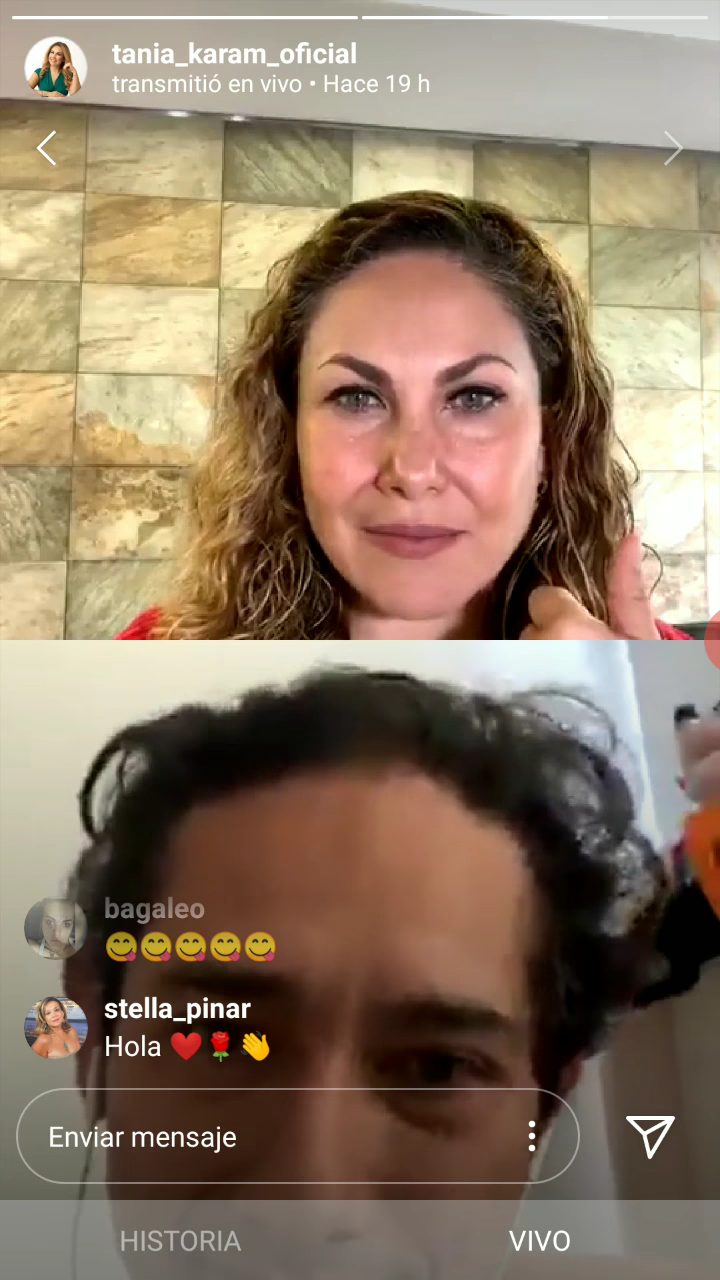 tania_karam_oficial
transmitió en vivo • Hace 19 h
bagaleo
😋😋😋😋😋
stella_pinar
Hola ❤️🌹👋
Enviar mensaje
HISTORIA
VIVO